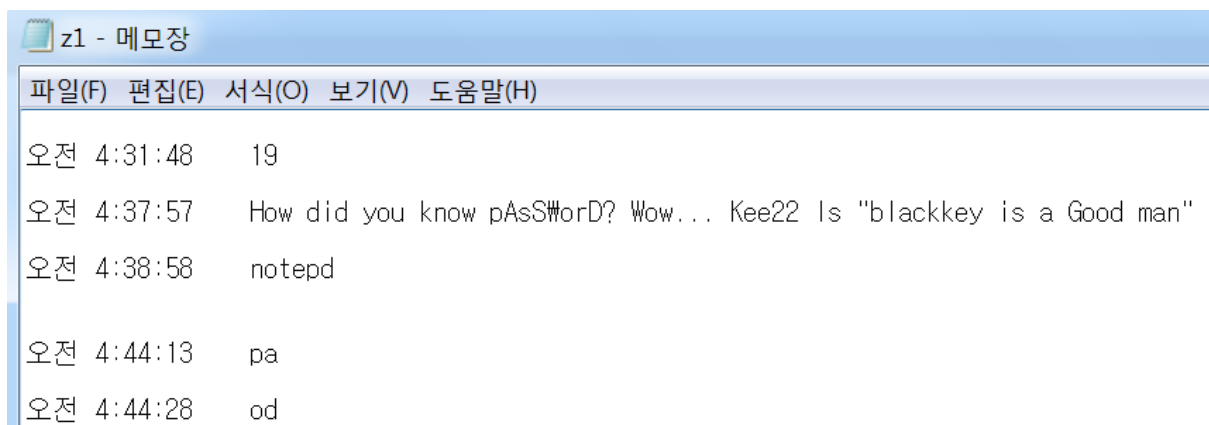 z1 - 메모장
파일(F) 편집(E) 서식(O) 보기(V) 도움말(H)
오전 4:31:48 19
오전 4:37:57 How did you know pAsS₩orD? Wow... Kee22 Is "blackkey is a Good man"
오전 4:38:58 notepd
오전 4:44:13 pa
오전 4:44:28 od